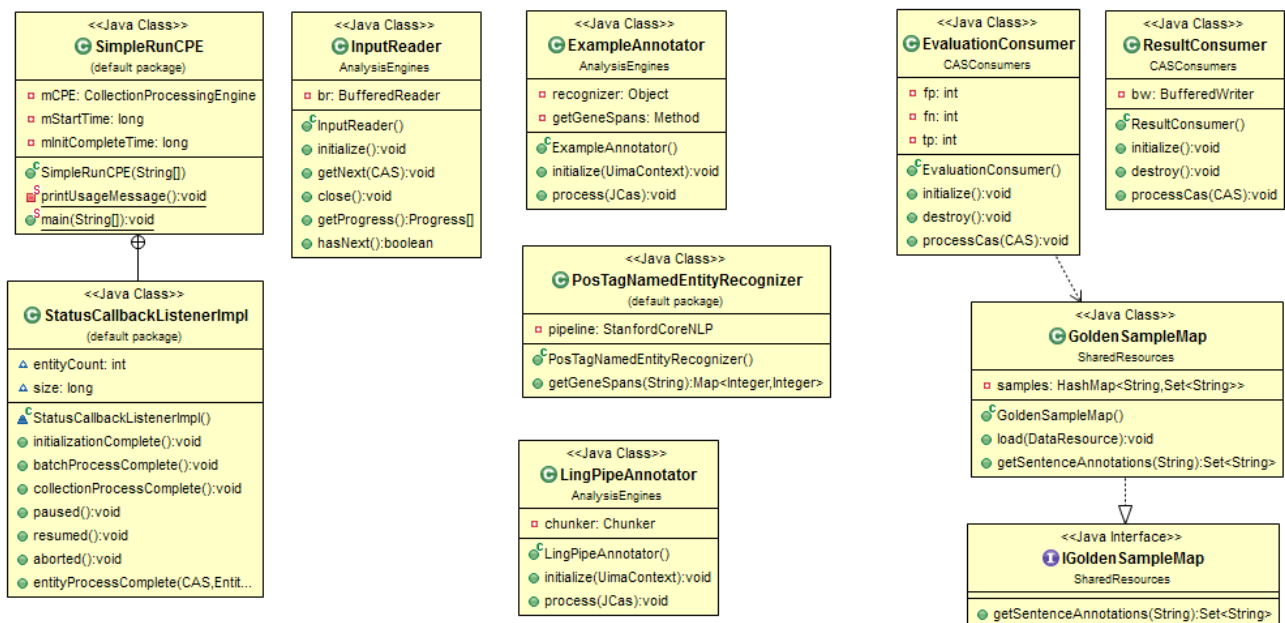 <<Java Class>>
SimpleRunCPE
(default package)
mCPE: CollectionProcessingEngine
mStartTime: long
mInitCompleteTime: long
SimpleRunCPE(String[])
printUsageMessage():void
main(String[]):void
<<Java Class>>
StatusCallbackListenerImpl
(default package)
entityCount: int
size: long
StatusCallbackListenerImpl()
initializationComplete():void
batchProcessComplete():void
collectionProcessComplete():void
paused():void
resumed():void
aborted():void
entityProcessComplete(CAS,Entit...
<<Java Class>>
InputReader
AnalysisEngines
br: BufferedReader
InputReader()
initialize():void
getNext(CAS):void
close():void
getProgress():Progress[]
hasNext():boolean
<<Java Class>>
ExampleAnnotator
AnalysisEngines
recognizer: Object
getGeneSpans: Method
ExampleAnnotator()
initialize(UimaContext):void
process(JCas):void
<<Java Class>>
PosTagNamedEntityRecognizer
(default package)
pipeline: StanfordCoreNLP
PosTagNamedEntityRecognizer()
getGeneSpans(String):Map<Integer,Integer>
<<Java Class>>
LingPipeAnnotator
AnalysisEngines
chunker: Chunker
LingPipeAnnotator()
initialize(UimaContext):void
process(JCas):void
<<Java Class>>
EvaluationConsumer
CASConsumers
fp: int
fn: int
tp: int
EvaluationConsumer()
initialize():void
destroy():void
processCas(CAS):void
<<Java Class>>
ResultConsumer
CASConsumers
bw: BufferedWriter
ResultConsumer()
initialize():void
destroy():void
processCas(CAS):void
<<Java Class>>
GoldenSampleMap
SharedResources
samples: HashMap<String,Set<String>>
GoldenSampleMap()
load(DataResource):void
getSentenceAnnotations(String):Set<String>
<<Java Interface>>
IGoldenSampleMap
SharedResources
getSentenceAnnotations(String):Set<String>